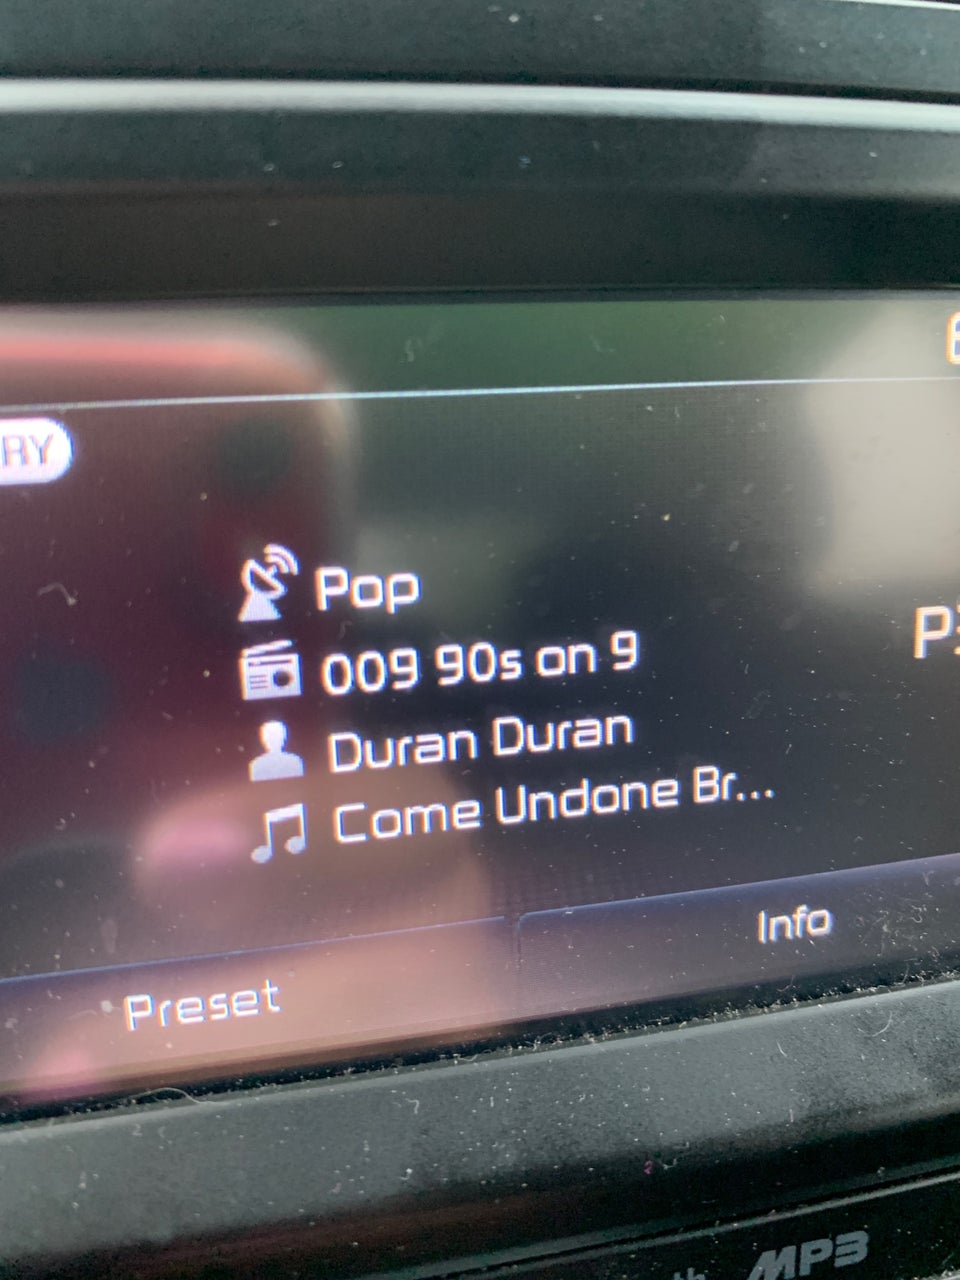 RY
Pop
009 90s on 9
Duran Duran
Come Undone Br...
Info
Preset
MP3